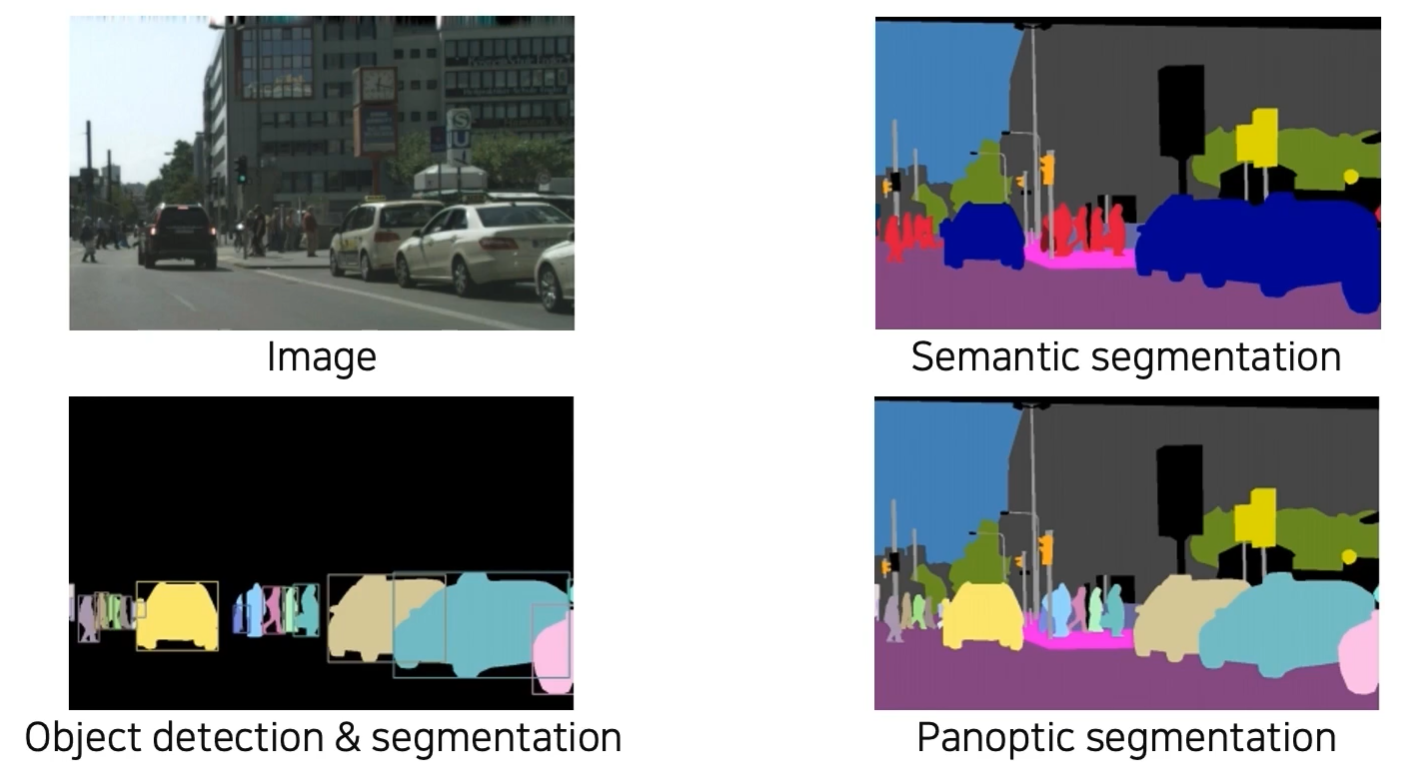 S
U
Image
Semantic segmentation
Object detection & segmentation
Panoptic segmentation